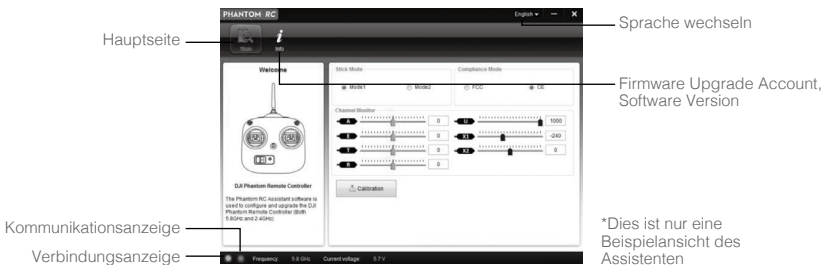 PHANTOM RC
English
Main
Info
Hauptseite
Sprache wechseln
Firmware Upgrade Account,
Software Version
Welcome
DJI Phantom Remote Controller
The Phantom RC Assistant software is
used to configure and upgrade the DJI
Phantom Remote Controller (Both
5.8GHz and 2.4GHz)
Stick Mode
Mode1
Mode2
Compliance Mode
FCC
CE
Channel Monitor
A 0
E 0
T 0
R 0
U 1000
X1 -240
X2 0
Calibration
Kommunikationsanzeige
Verbindungsanzeige
Frequency: 5.8 GHz Current voltage: 5.7 V
*Dies ist nur eine
Beispielansicht des
Assistenten